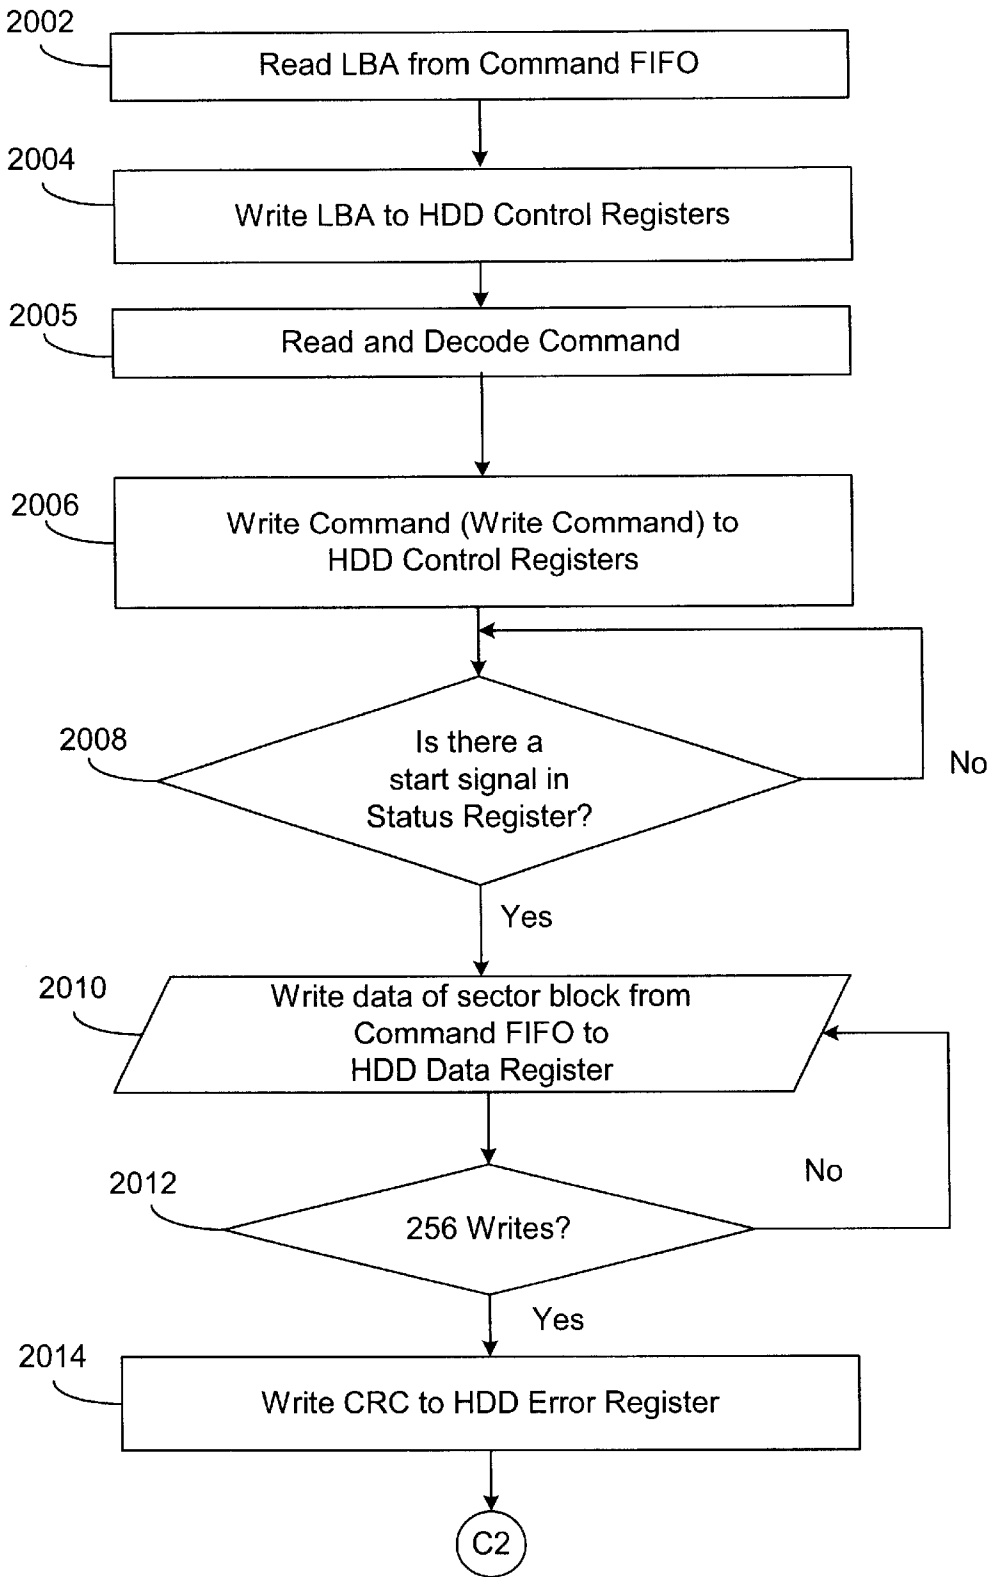 2002
Read LBA from Command FIFO
2004
Write LBA to HDD Control Registers
2005
Read and Decode Command
2006
Write Command (Write Command) to
HDD Control Registers
2008
Is there a
start signal in
Status Register?
No
Yes
2010
Write data of sector block from
Command FIFO to
HDD Data Register
No
2012
256 Writes?
Yes
2014
Write CRC to HDD Error Register
C2